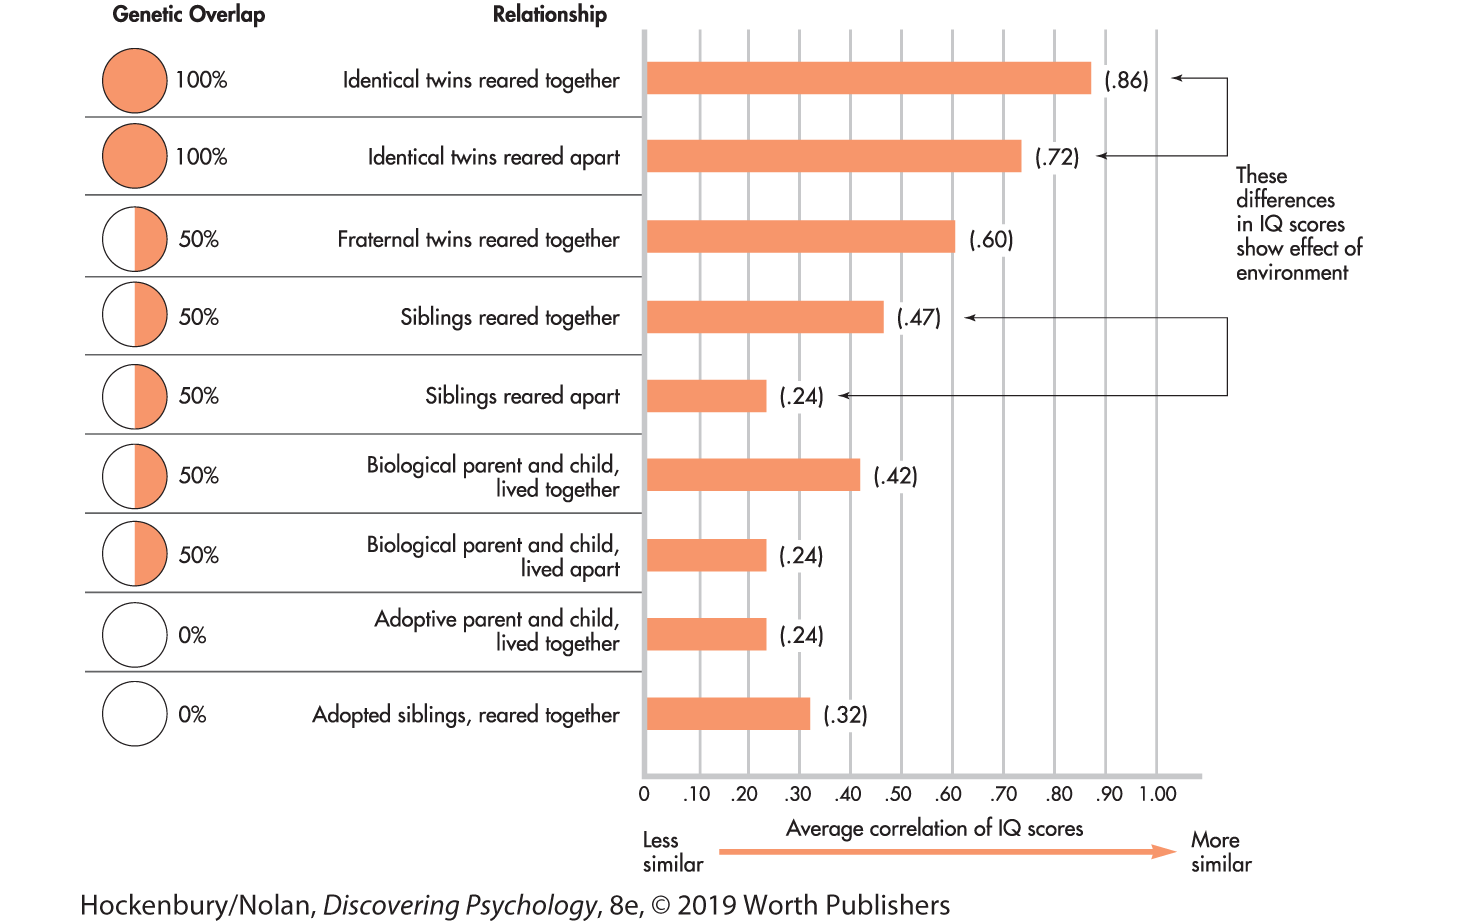 Genetic Overlap Relationship
100% Identical twins reared together (.86)
100% Identical twins reared apart (.72)
These
differences
in IQ scores
show effect of
environment
50% Fraternal twins reared together (.60)
50% Siblings reared together (.47)
50% Siblings reared apart (.24)
50% Biological parent and child,
lived together (.42)
50% Biological parent and child,
lived apart (.24)
0% Adoptive parent and child,
lived together (.24)
0% Adopted siblings, reared together (.32)
0 .10 .20 .30 .40 .50 .60 .70 .80 .90 1.00
Average correlation of IQ scores
Less
similar
More
similar
Hockenbury/Nolan, Discovering Psychology, 8e, © 2019 Worth Publishers